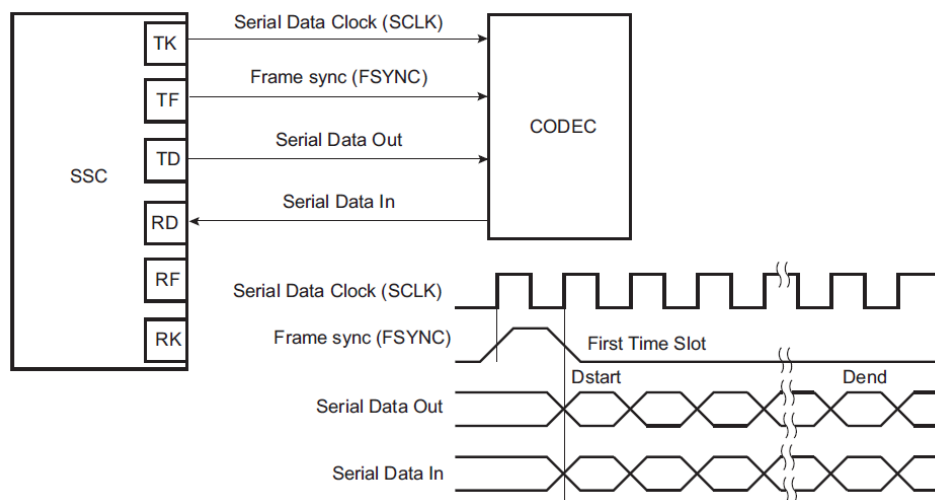 SSC
TK
TF
TD
RD
RF
RK
Serial Data Clock (SCLK)
Frame sync (FSYNC)
Serial Data Out
Serial Data In
CODEC
Serial Data Clock (SCLK)
Frame sync (FSYNC)
First Time Slot
Dstart
Dend
Serial Data Out
Serial Data In